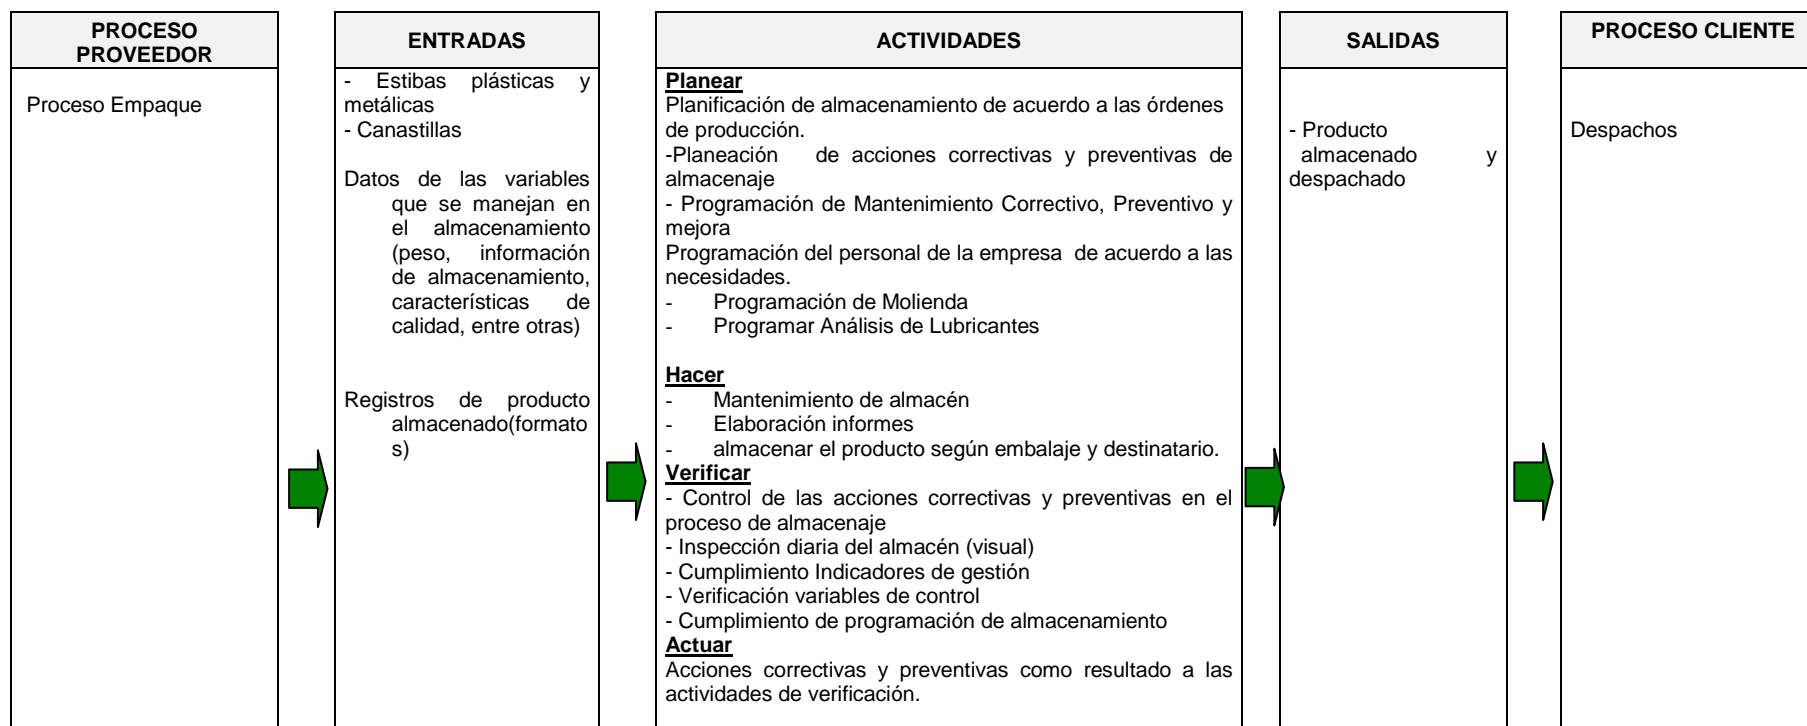 PROCESO
PROVEEDOR
Proceso Empaque
ENTRADAS
- Estibas plásticas y
metálicas
- Canastillas
Datos de las variables
que se manejan en
el almacenamiento
(peso, información
de almacenamiento,
características de
calidad, entre otras)
Registros de producto
almacenado(formato
s)
ACTIVIDADES
Planear
Planificación de almacenamiento de acuerdo a las órdenes
de producción.
-Planeación de acciones correctivas y preventivas de
almacenaje
- Programación de Mantenimiento Correctivo, Preventivo y
mejora
Programación del personal de la empresa de acuerdo a las
necesidades.
- Programación de Molienda
- Programar Análisis de Lubricantes
Hacer
- Mantenimiento de almacén
- Elaboración informes
- almacenar el producto según embalaje y destinatario.
Verificar
- Control de las acciones correctivas y preventivas en el
proceso de almacenaje
- Inspección diaria del almacén (visual)
- Cumplimiento Indicadores de gestión
- Verificación variables de control
- Cumplimiento de programación de almacenamiento
Actuar
Acciones correctivas y preventivas como resultado a las
actividades de verificación.
SALIDAS
- Producto
almacenado y
despachado
PROCESO CLIENTE
Despachos